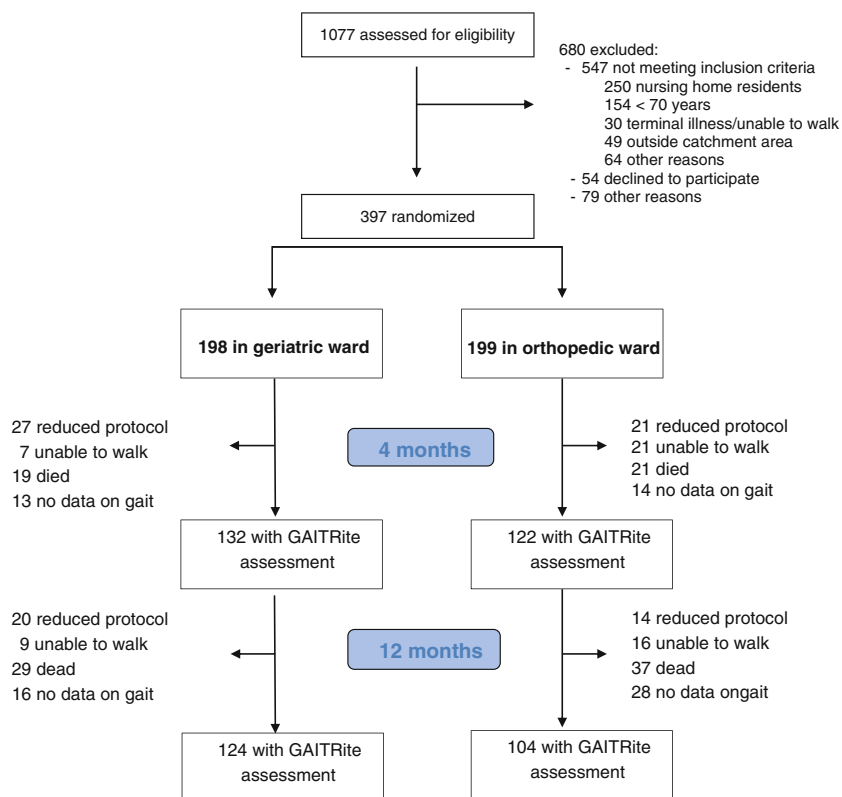 1077 assessed for eligibility
680 excluded:
- 547 not meeting inclusion criteria
250 nursing home residents
154 < 70 years
30 terminal illness/unable to walk
49 outside catchment area
64 other reasons
- 54 declined to participate
- 79 other reasons
397 randomized
198 in geriatric ward
199 in orthopedic ward
27 reduced protocol
7 unable to walk
19 died
13 no data on gait
4 months
21 reduced protocol
21 unable to walk
21 died
14 no data on gait
132 with GAITRite
assessment
122 with GAITRite
assessment
20 reduced protocol
9 unable to walk
29 dead
16 no data on gait
12 months
14 reduced protocol
16 unable to walk
37 dead
28 no data ongait
124 with GAITRite
assessment
104 with GAITRite
assessment